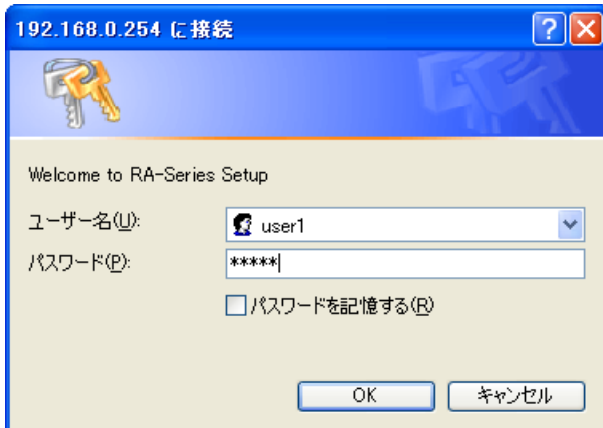 192.168.0.254 に接続
Welcome to RA-Series Setup
ユーザー名(U):
user1
パスワード(P):
*****
パスワードを記憶する(R)
OK
キャンセル